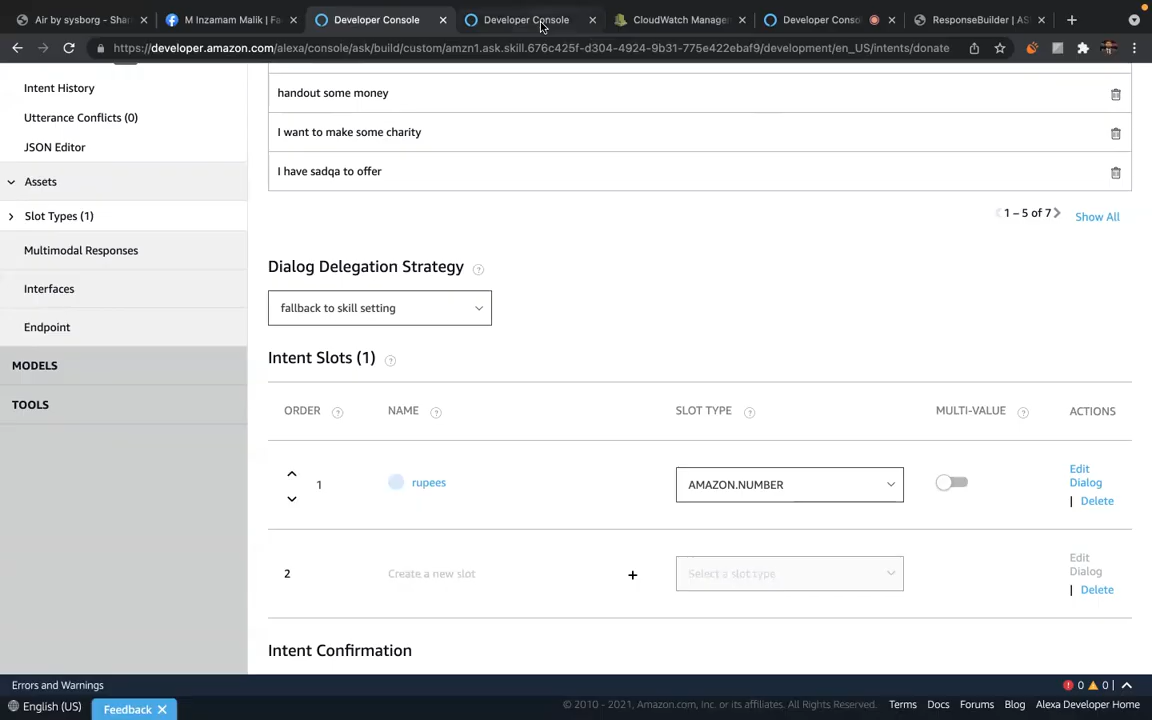 Air by sysborg - Shar
M Inzamam Malik | Fa
Developer Console
Developer Console
CloudWatch Manage
Developer Conso
ResponseBuilder | AS
https://developer.amazon.com/alexa/console/ask/build/custom/amzn1.ask.skill.676c425f-d304-4924-9b31-775e422ebaf9/development/en_US/intents/donate
Intent History
Utterance Conflicts (0)
JSON Editor
Assets
Slot Types (1)
Multimodal Responses
Interfaces
Endpoint
MODELS
TOOLS
handout some money
I want to make some charity
I have sadqa to offer
1 – 5 of 7
Show All
Dialog Delegation Strategy
fallback to skill setting
Intent Slots (1)
ORDER NAME SLOT TYPE MULTI-VALUE ACTIONS
1 rupees AMAZON.NUMBER Edit Dialog | Delete
2 Create a new slot + Select a slot type Edit Dialog | Delete
Intent Confirmation
Errors and Warnings
0 0 |
English (US)
Feedback
© 2010 - 2021, Amazon.com, Inc. or its affiliates. All Rights Reserved. Terms Docs Forums Blog Alexa Developer Home